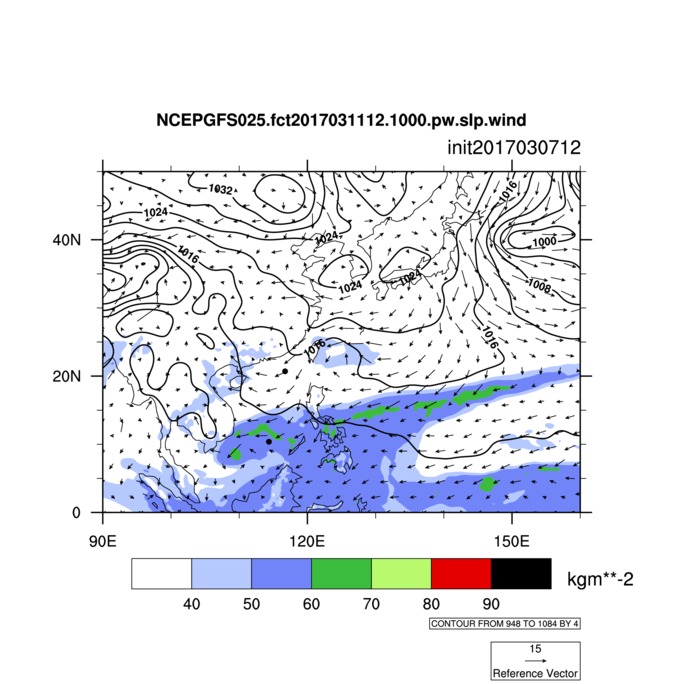 NCEPGFS025.fct2017031112.1000.pw.slp.wind
init2017030712
1032
1016
1024
1024
40N
1000
1016
1024
1024
1008
1016
1016
20N
0
90E 120E 150E
kgm**-2
40 50 60 70 80 90
CONTOUR FROM 948 TO 1084 BY 4
15
Reference Vector